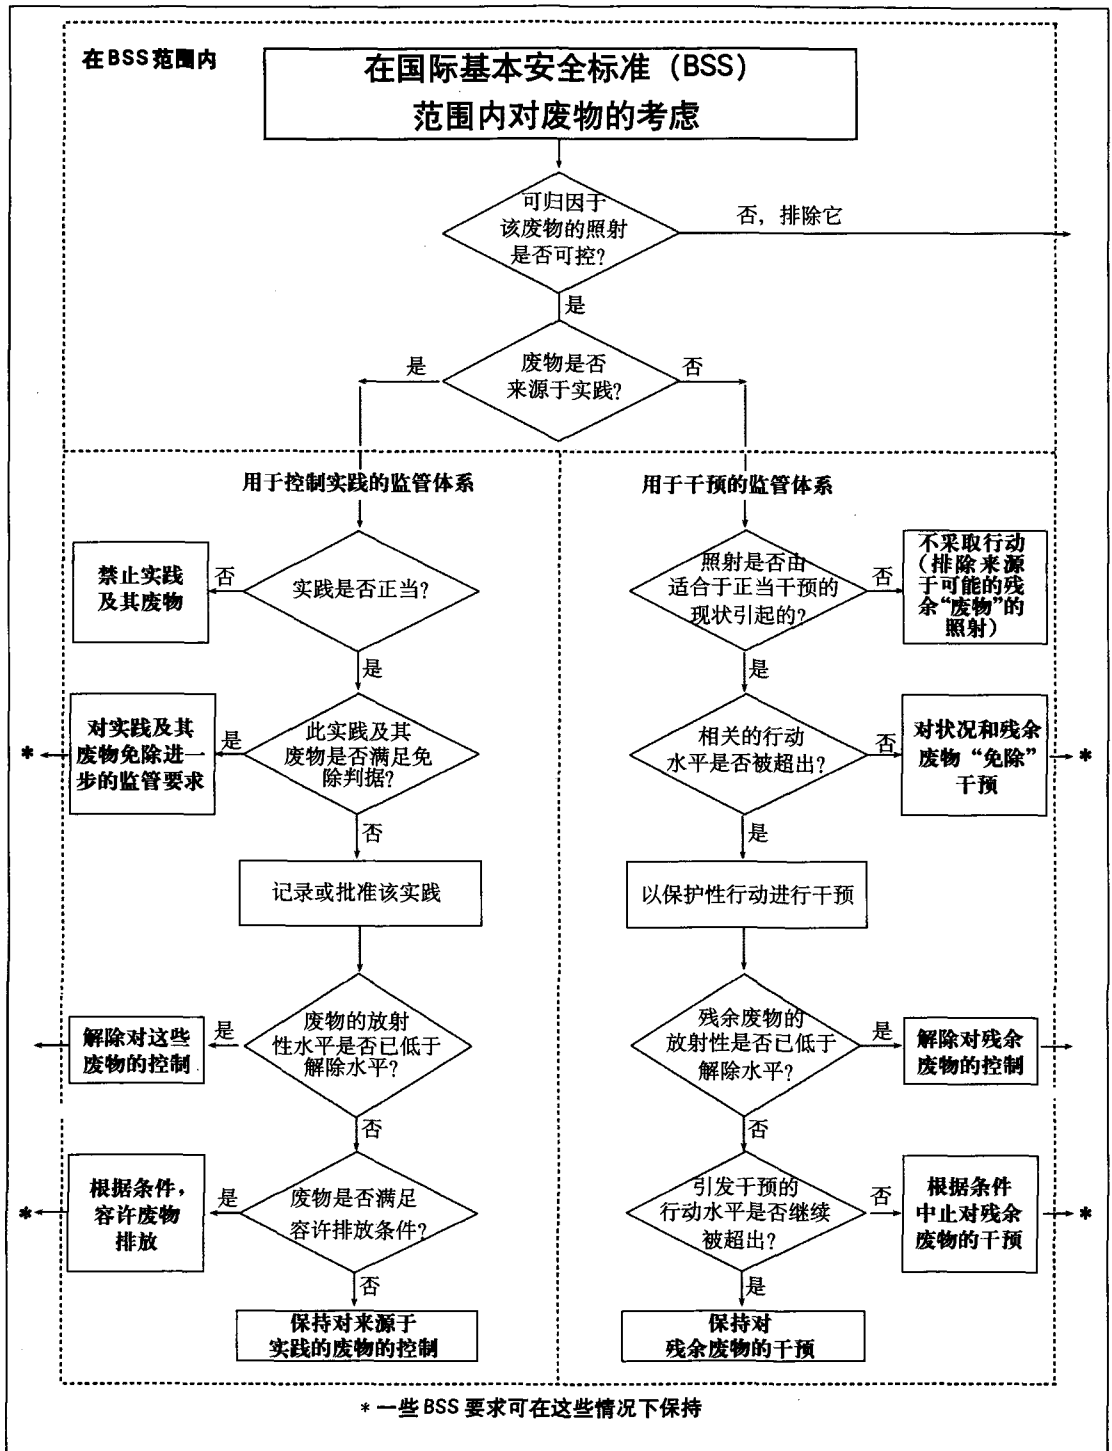 在BSS范围内
在国际基本安全标准（BSS）
范围内对废物的考虑
可归因于
该废物的照射
是否可控?
否，排除它
是
废物是否
来源于实践?
是
否
用于控制实践的监管体系
实践是否正当?
否
禁止实践
及其废物
是
此实践及其
废物是否满足免
除判据?
是
对实践及其
废物免除进一
步的监管要求
*
否
记录或批准该实践
废物的放射
性水平是否已低于
解除水平?
是
解除对这些
废物的控制
否
废物是否满足
容许排放条件?
是
根据条件，
容许废物
排放
*
否
保持对来源于
实践的废物的控制
用于干预的监管体系
照射是否由
适合于正当干预的
现状引起的?
否
不采取行动
（排除来源
于可能的残
余“废物”的
照射）
是
相关的行动
水平是否被超出?
否
对状况和残余
废物“免除”
干预
*
是
以保护性行动进行干预
残余废物的
放射性是否已低于
解除水平?
是
解除对残余
废物的控制
否
引发干预的
行动水平是否继续
被超出?
否
根据条件
中止对残余
废物的干预
*
是
保持对
残余废物的干预
* 一些BSS要求可在这些情况下保持